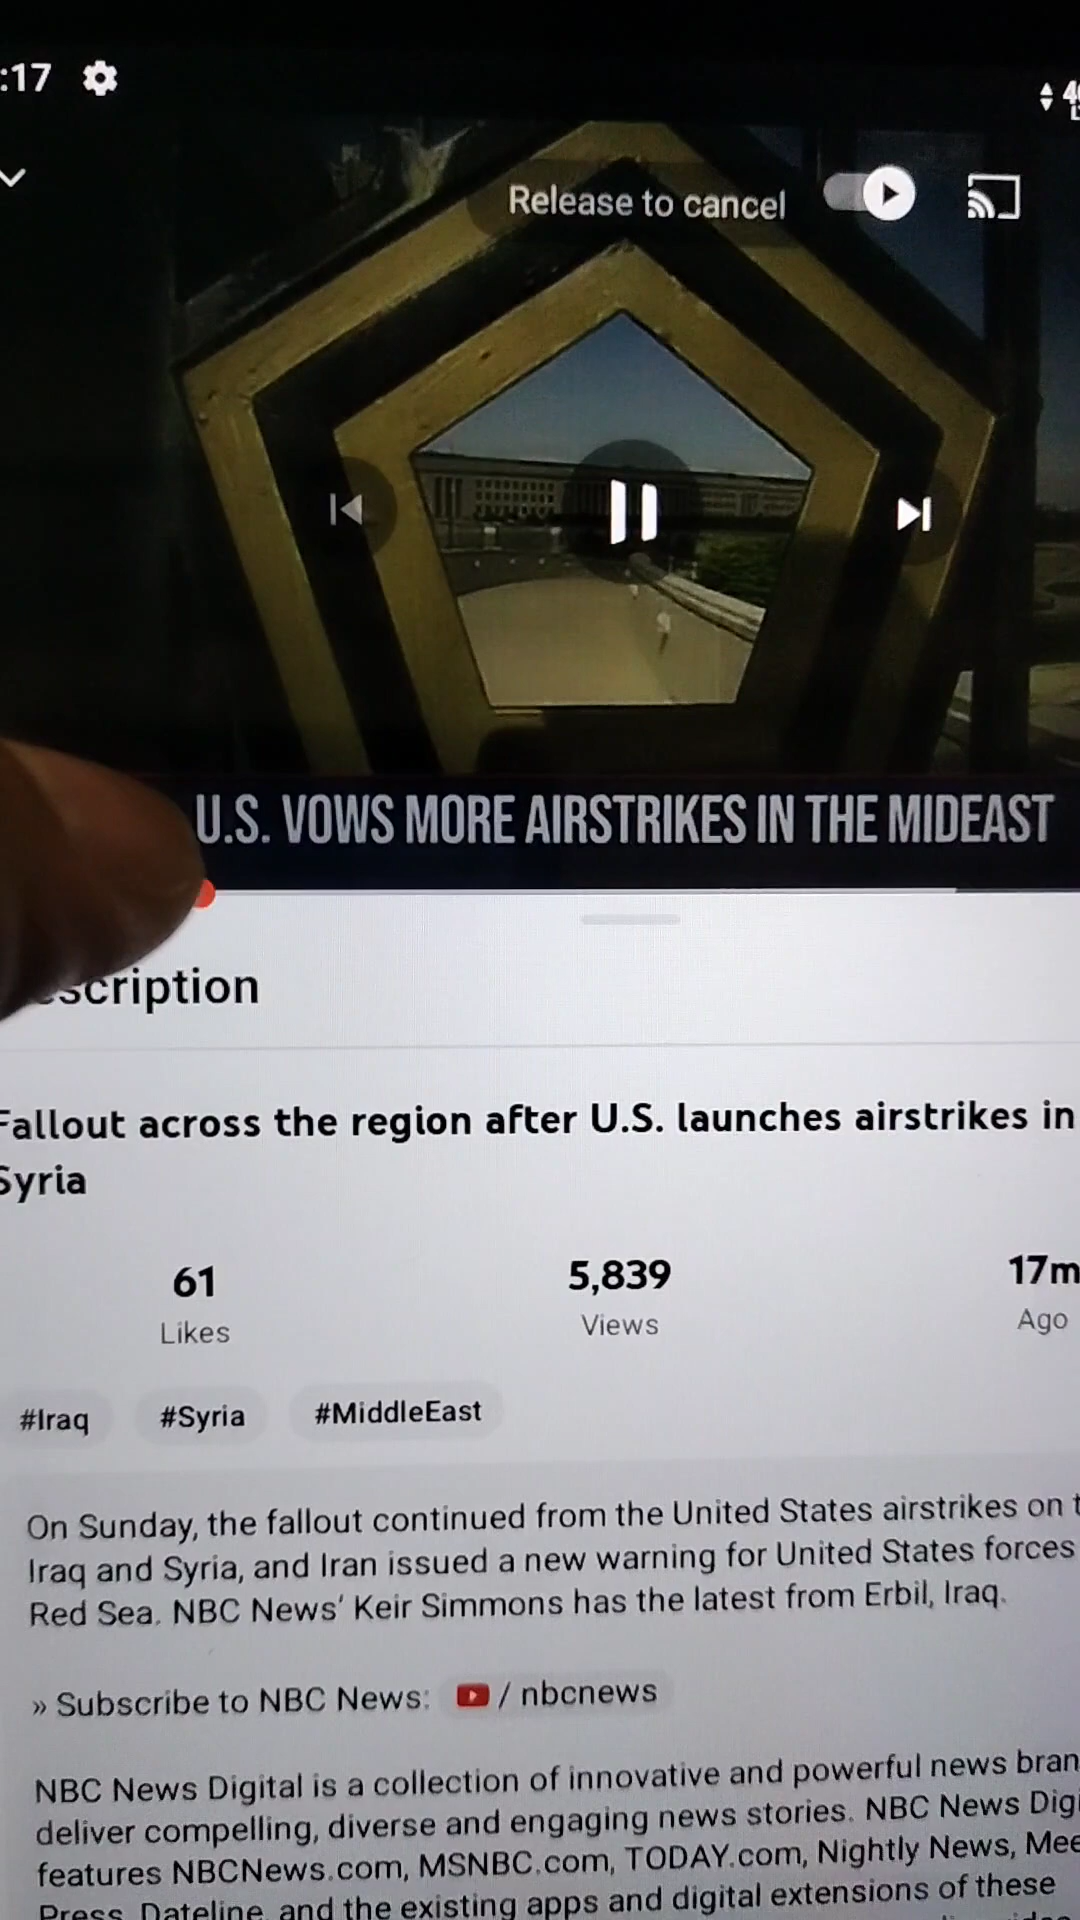 :17
Release to cancel
U.S. VOWS MORE AIRSTRIKES IN THE MIDEAST
scription
Fallout across the region after U.S. launches airstrikes in
Syria
61
5,839
17m
Likes
Views
Ago
#Iraq
#Syria
#MiddleEast
On Sunday, the fallout continued from the United States airstrikes on
Iraq and Syria, and Iran issued a new warning for United States forces
Red Sea. NBC News' Keir Simmons has the latest from Erbil, Iraq.
» Subscribe to NBC News: / nbcnews
NBC News Digital is a collection of innovative and powerful news bran
deliver compelling, diverse and engaging news stories. NBC News Digi
features NBCNews.com, MSNBC.com, TODAY.com, Nightly News, Mee
Press, Dateline, and the existing apps and digital extensions of these